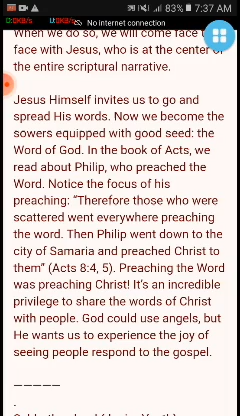 83% 7:37 AM
0:0KB/s U:0KB/s No internet connection
When we do so, we will come face
face with Jesus, who is at the center of
the entire scriptural narrative.
Jesus Himself invites us to go and
spread His words. Now we become the
sowers equipped with good seed: the
Word of God. In the book of Acts, we
read about Philip, who preached the
Word. Notice the focus of his
preaching: “Therefore those who were
scattered went everywhere preaching
the word. Then Philip went down to the
city of Samaria and preached Christ to
them” (Acts 8:4, 5). Preaching the Word
was preaching Christ! It’s an incredible
privilege to share the words of Christ
with people. God could use angels, but
He wants us to experience the joy of
seeing people respond to the gospel.
—————
.